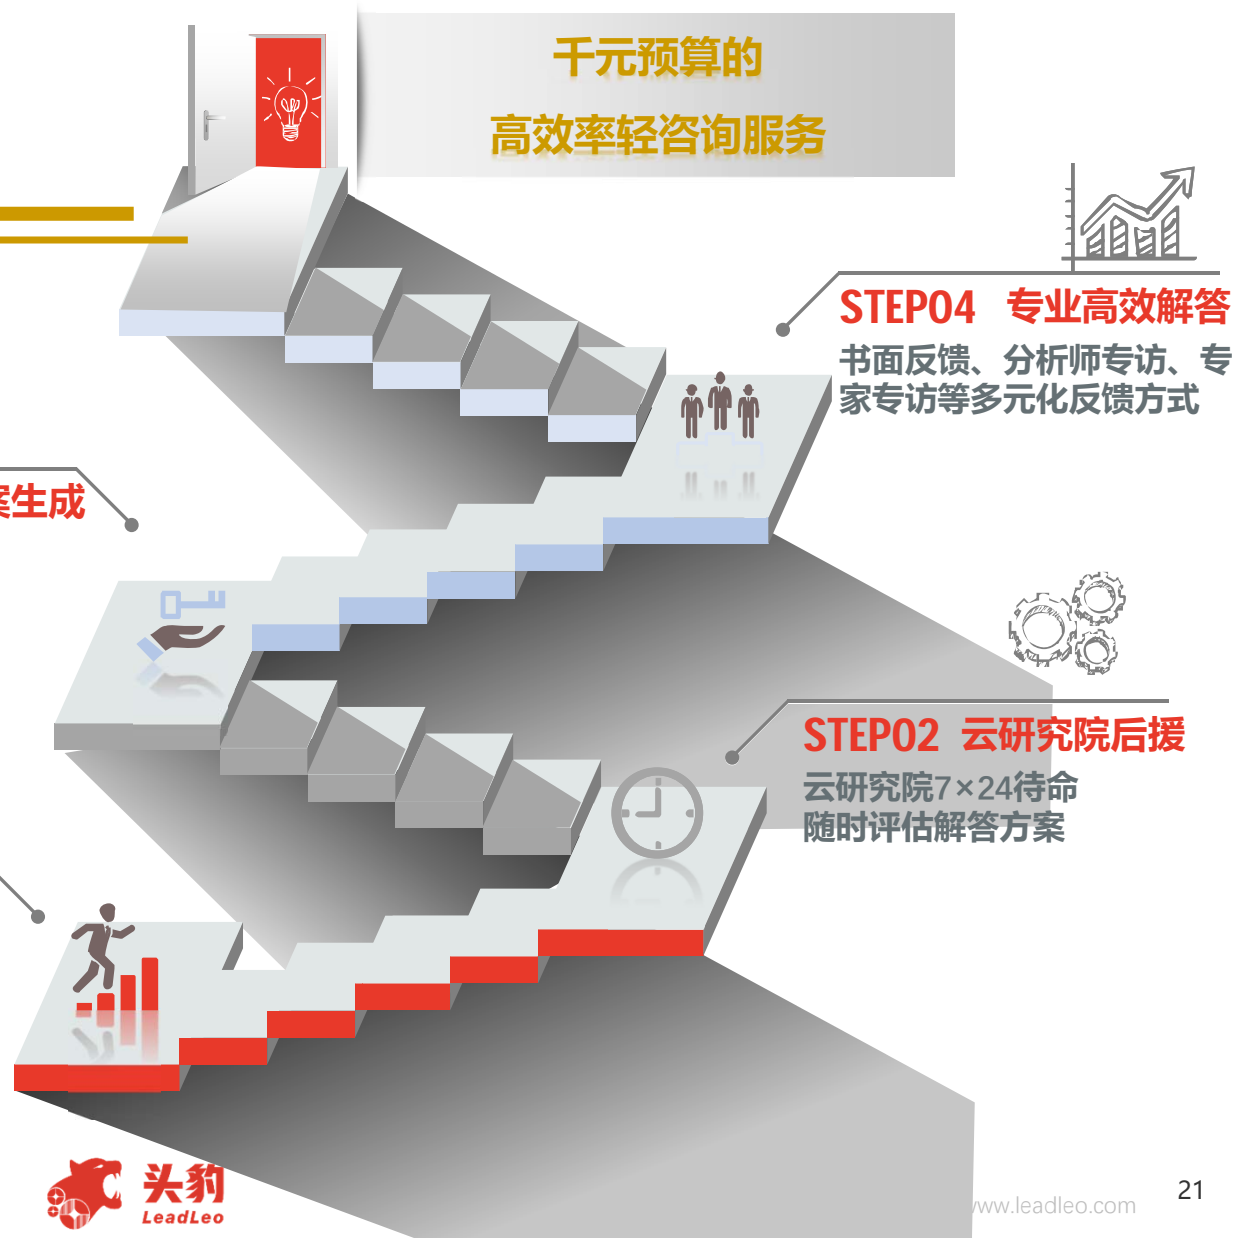 千元预算的
高效率轻咨询服务
STEP04 专业高效解答
书面反馈、分析师专访、专
家专访等多元化反馈方式
案生成
STEP02 云研究院后援
云研究院7×24待命
随时评估解答方案
头豹
LeadLeo
www.leadleo.com
21